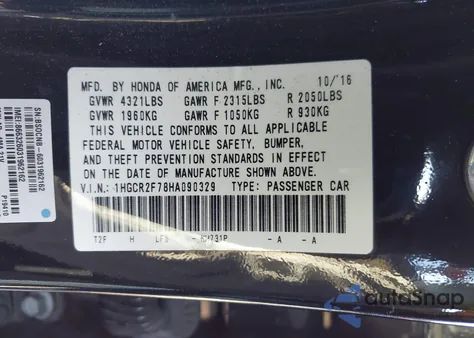 MFD. BY HONDA OF AMERICA MFG., INC. 10/'16
GVWR 4321LBS GAWR F 2315LBS R 2050LBS
GVWR 1960KG GAWR F 1050KG R 930KG
THIS VEHICLE CONFORMS TO ALL APPLICABLE
FEDERAL MOTOR VEHICLE SAFETY, BUMPER,
AND THEFT PREVENTION STANDARDS IN EFFECT
ON THE DATE OF MANUFACTURE SHOWN ABOVE.
V.I.N.: 1HGCR2F78HA090329 TYPE: PASSENGER CAR
T2F H -A -A
P19410
autoSnap